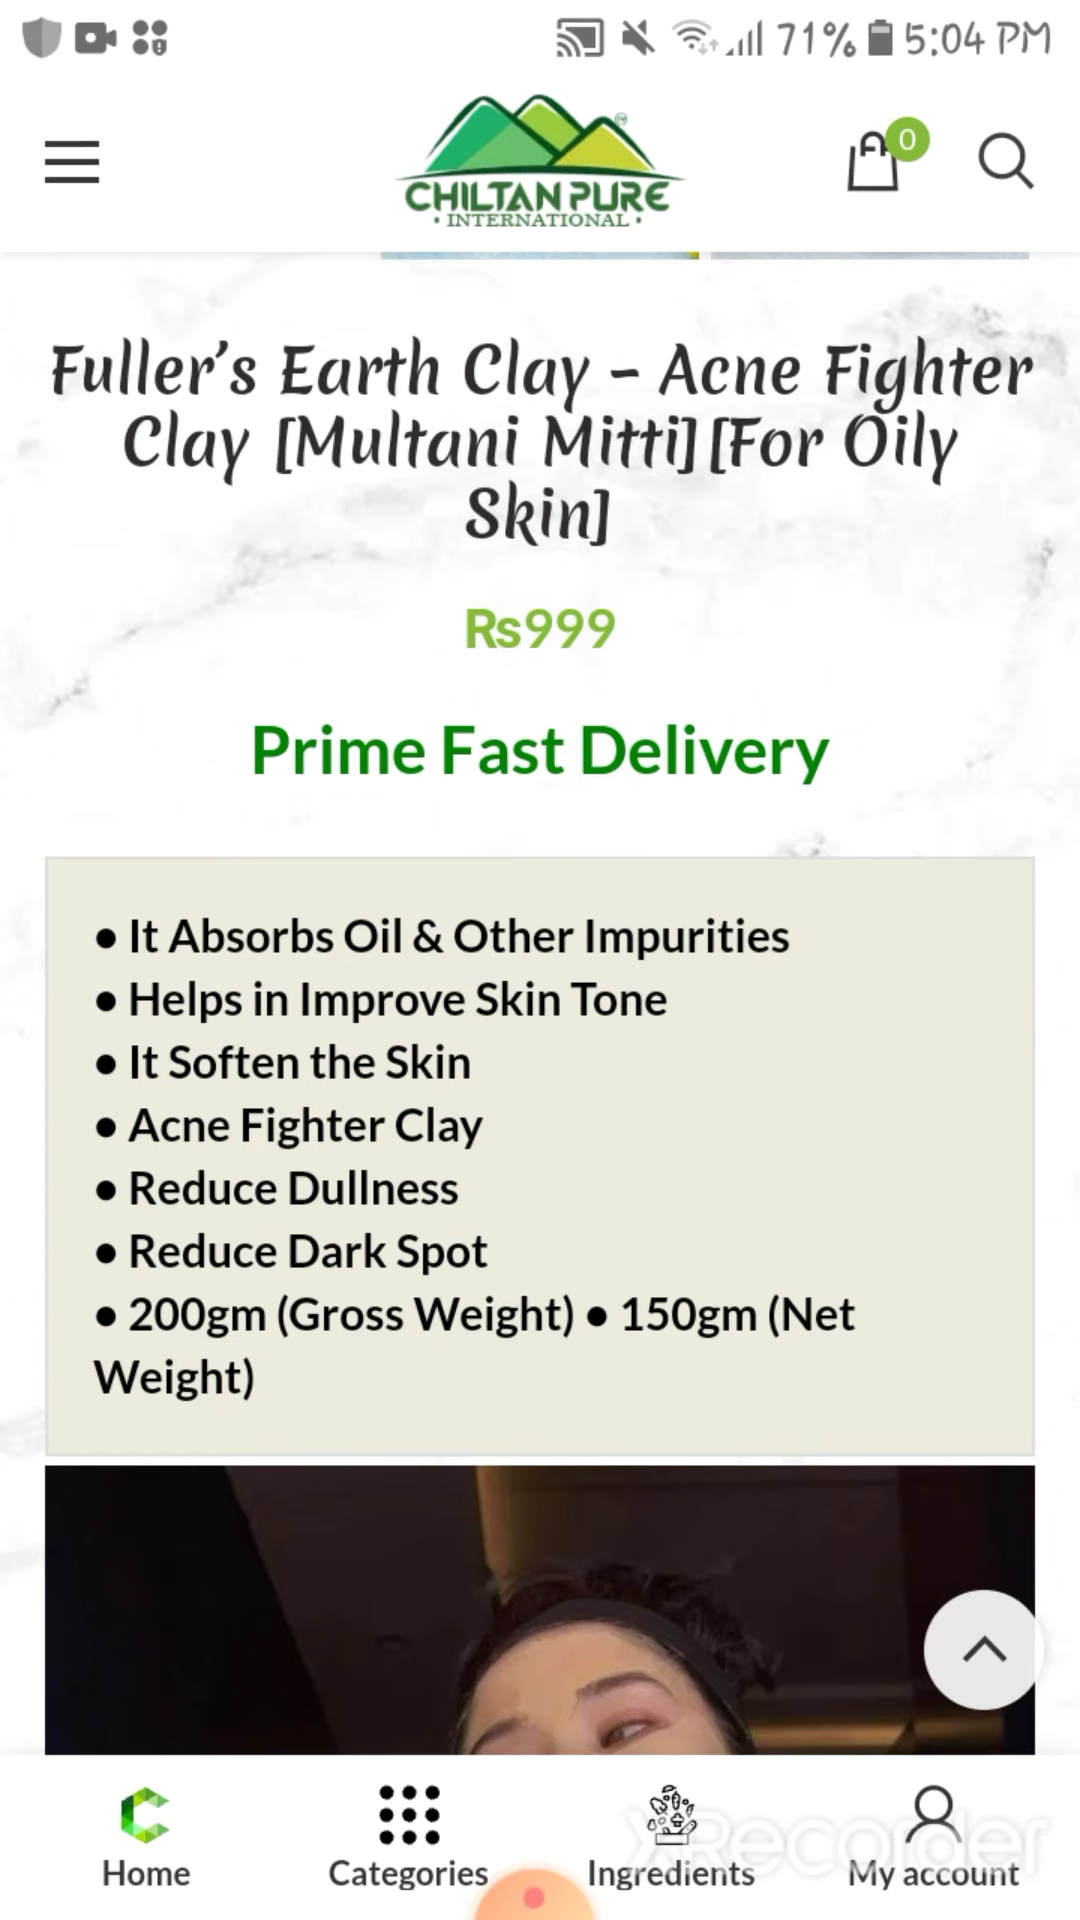 71% 5:04 PM
0
TM
CHILTAN PURE
• INTERNATIONAL •
Fuller’s Earth Clay – Acne Fighter
Clay [Multani Mitti][For Oily
Skin]
₨999
Prime Fast Delivery
● It Absorbs Oil & Other Impurities
● Helps in Improve Skin Tone
● It Soften the Skin
● Acne Fighter Clay
● Reduce Dullness
● Reduce Dark Spot
● 200gm (Gross Weight) ● 150gm (Net
Weight)
XRecorder
Home Categories Ingredients My account